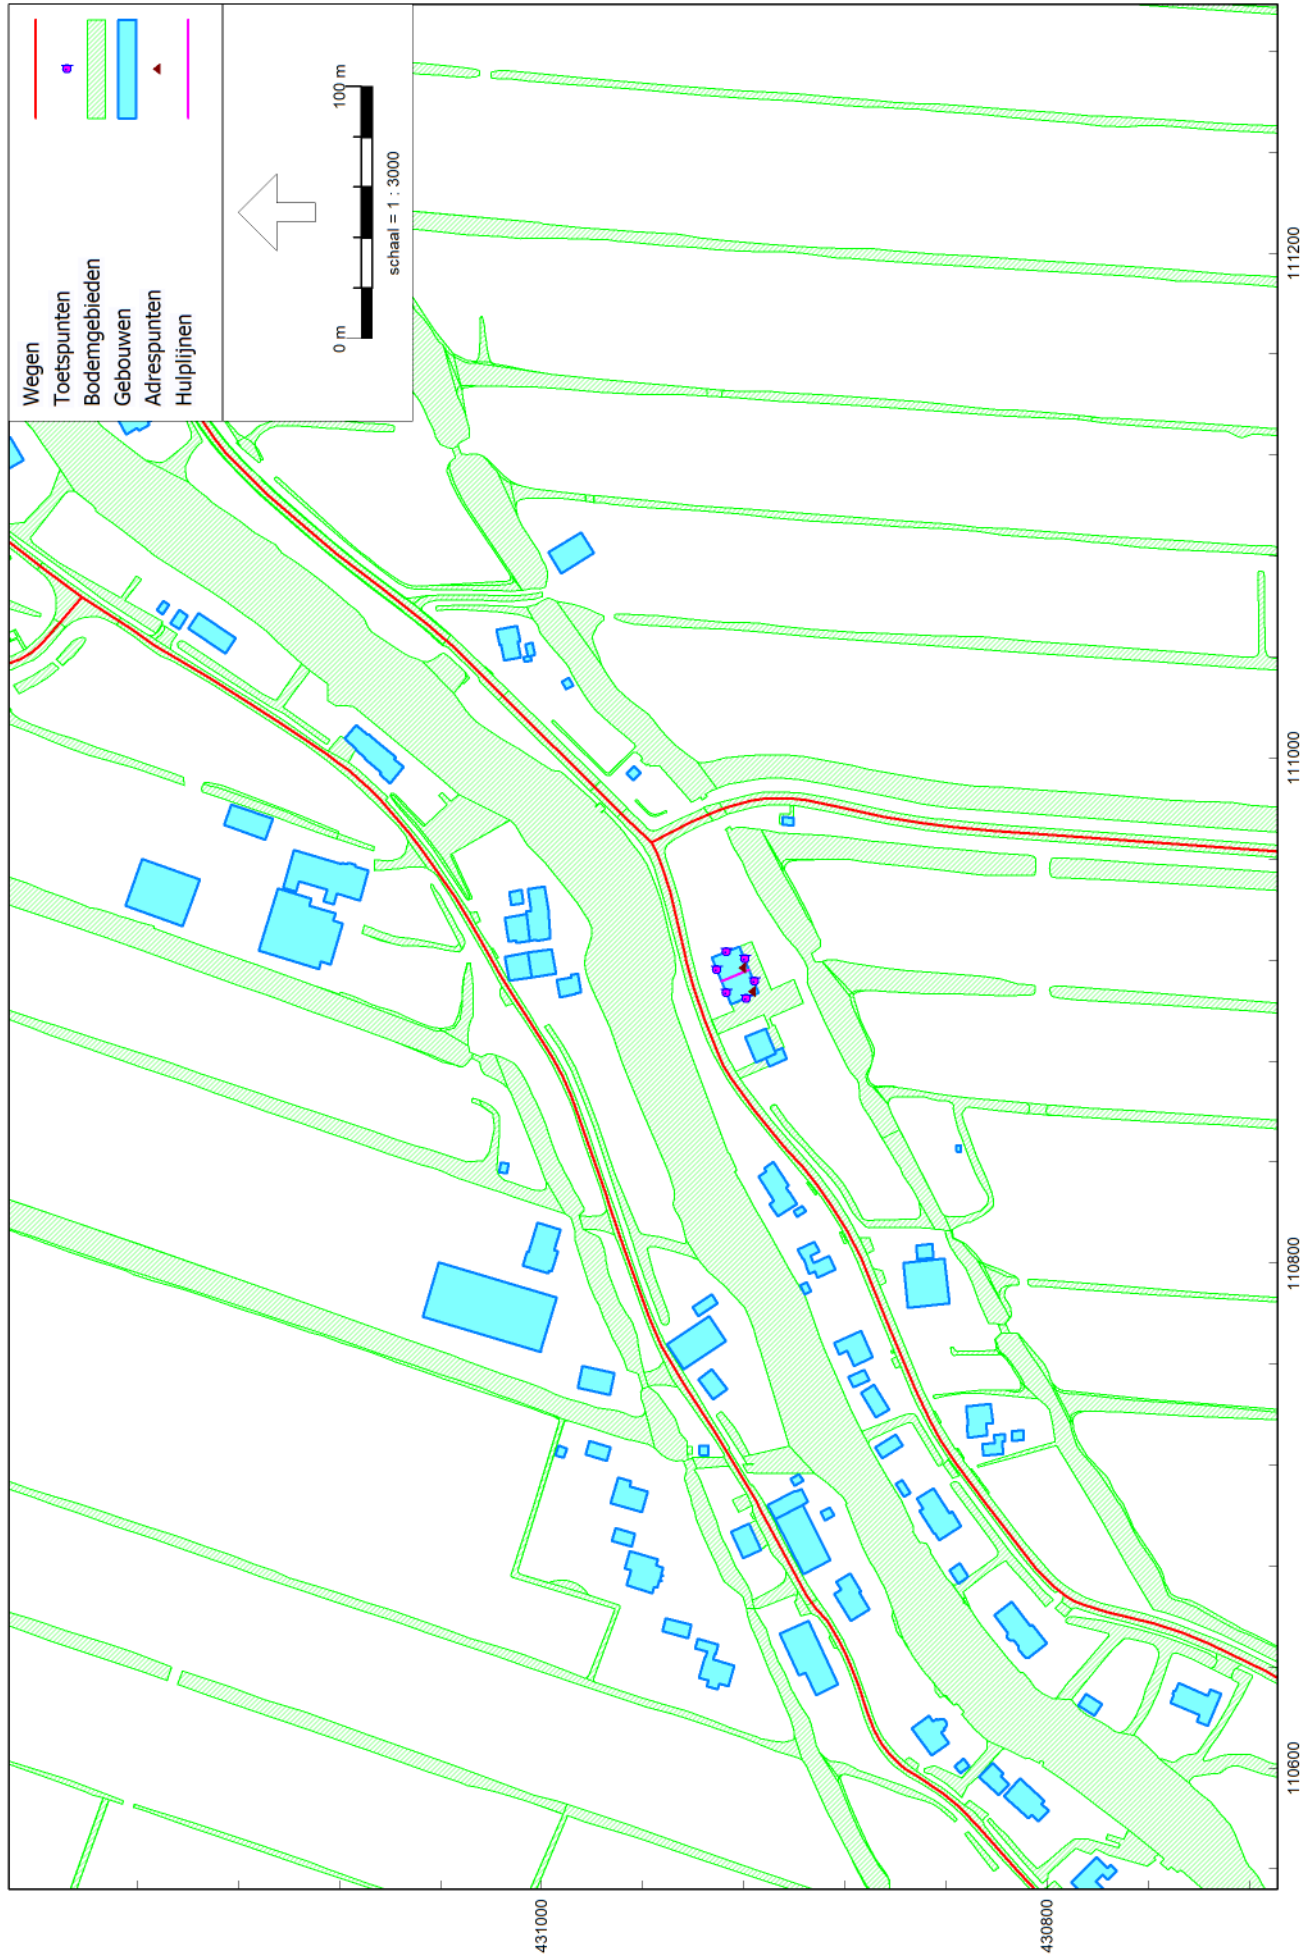 Wegen
Toetspunten
Bodemgebieden
Gebouwen
Adrespunten
Hulplijnen
0 m
100 m
schaal = 1 : 3000
431000
430800
110600
110800
111000
111200